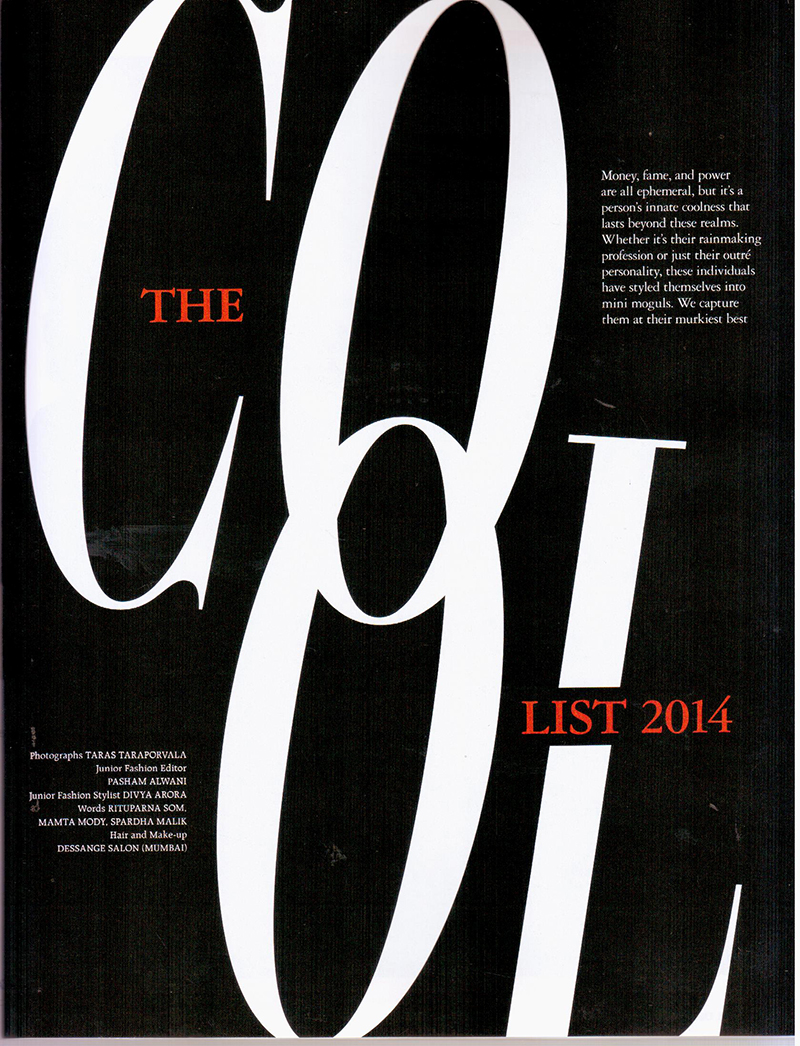 THE
COOL
LIST 2014
Money, fame, and power
are all ephemeral, but it's a
person's innate coolness that
lasts beyond these realms.
Whether it's their rainmaking
profession or just their outré
personality, these individuals
have styled themselves into
mini moguls. We capture
them at their murkiest best
Photographs TARAS TARAPORVALA
Junior Fashion Editor
PASHAM ALWANI
Junior Fashion Stylist DIVYA ARORA
Words RITUPARNA SOM,
MAMTA MODY, SPARDHA MALIK
Hair and Make-up
DESSANGE SALON (MUMBAI)